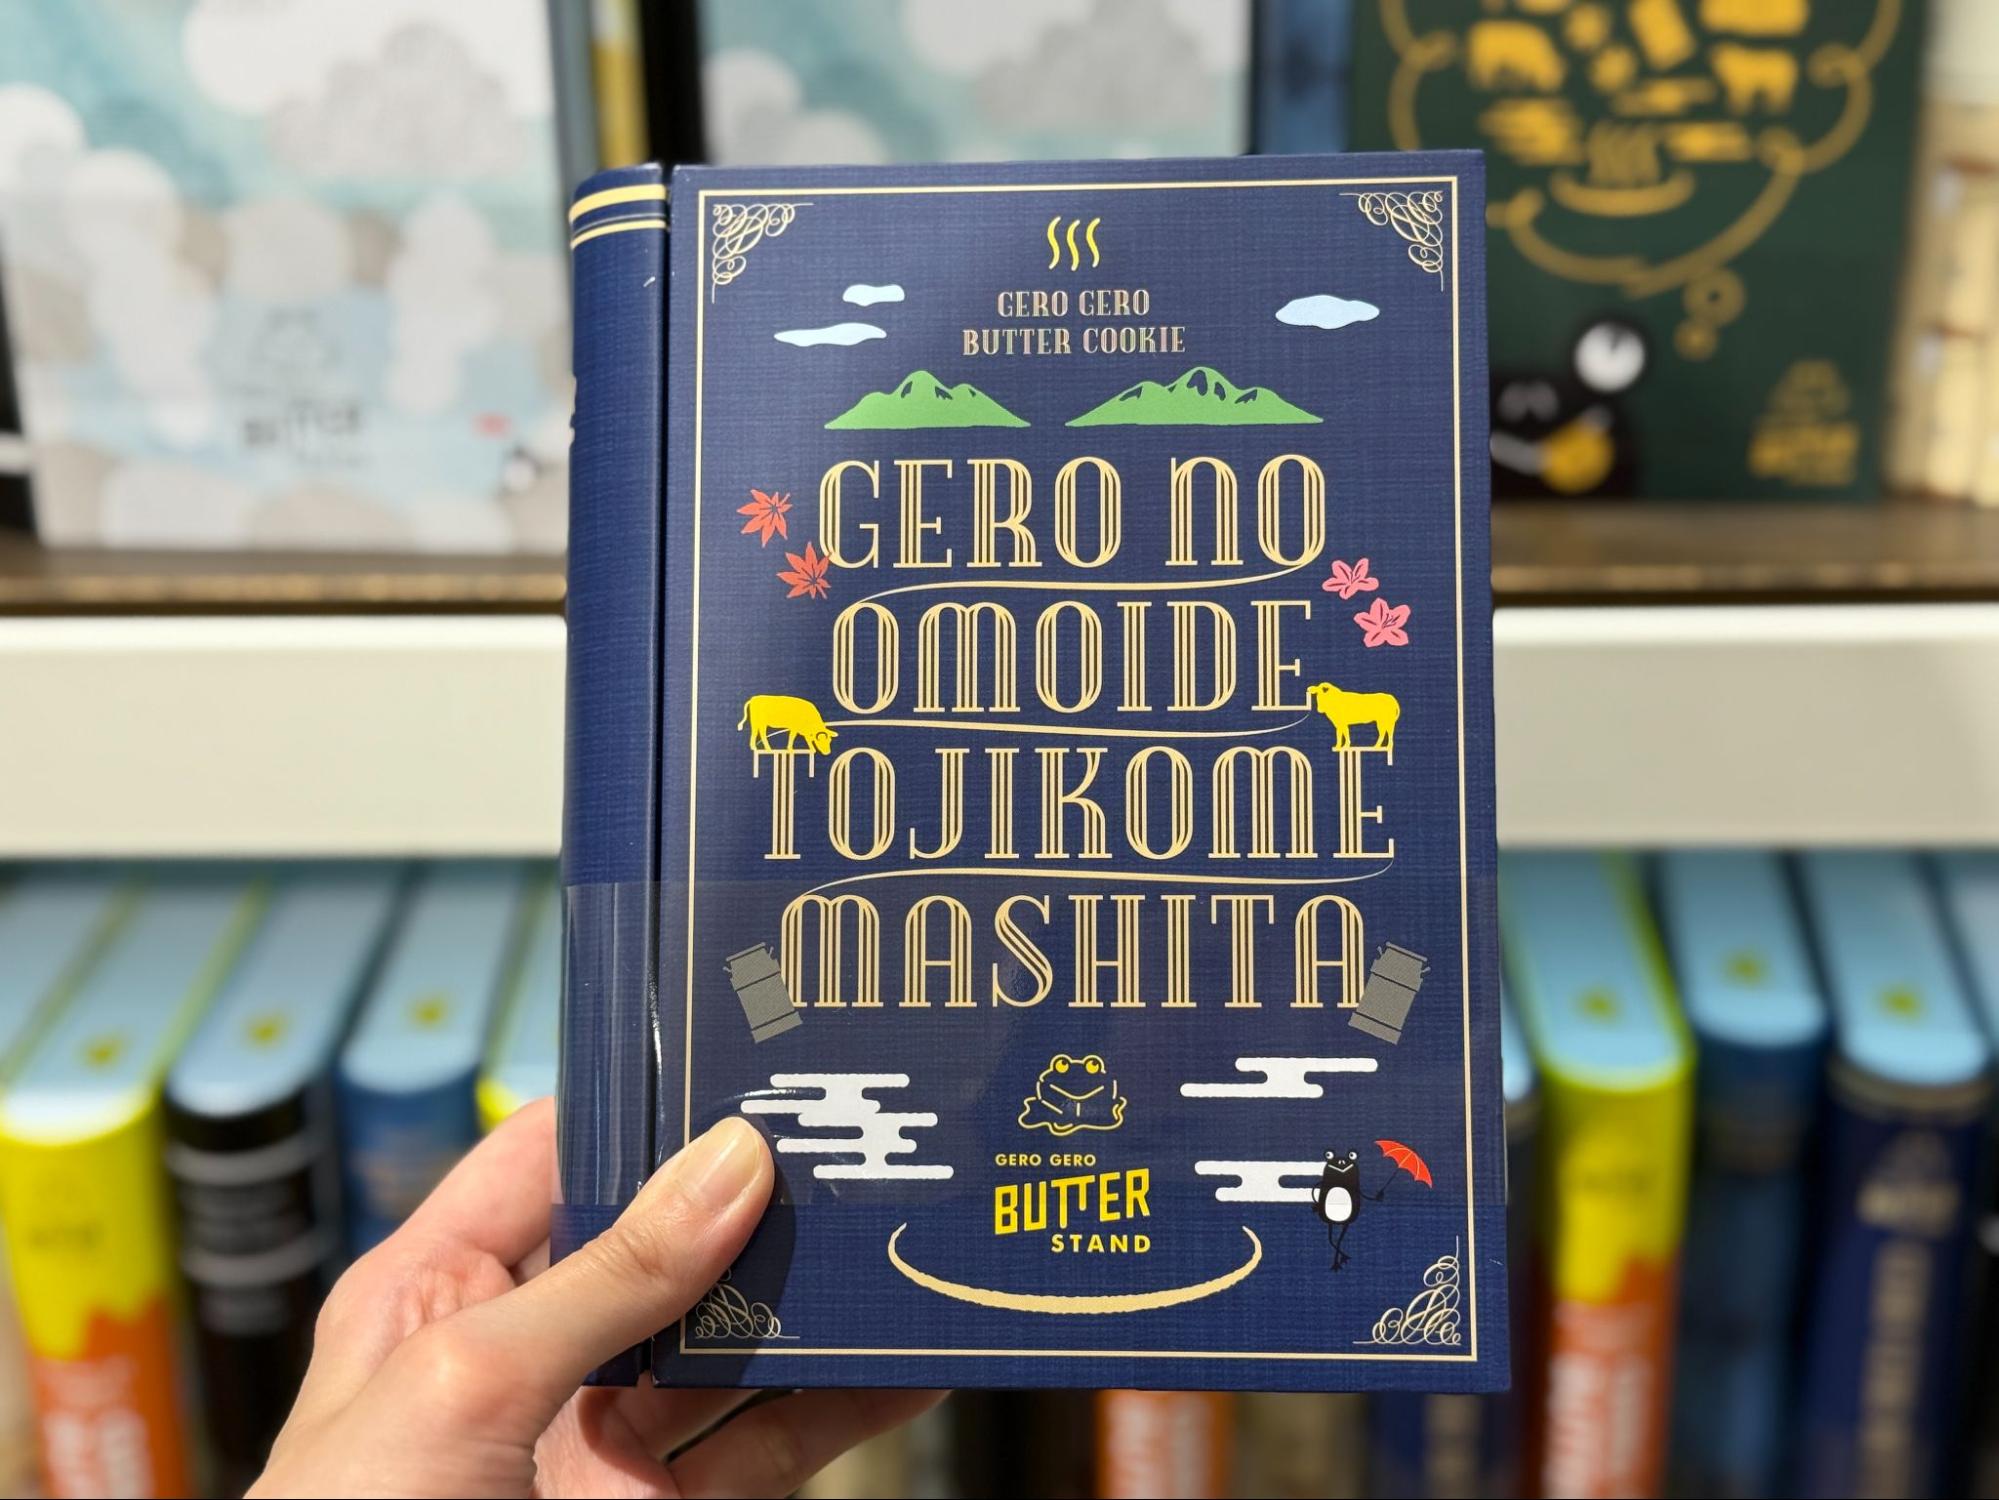 GERO GERO
BUTTER COOKIE
GERO NO
OMOIDE
TOJIKOME
MASHITA
GERO GERO
BUTTER
STAND